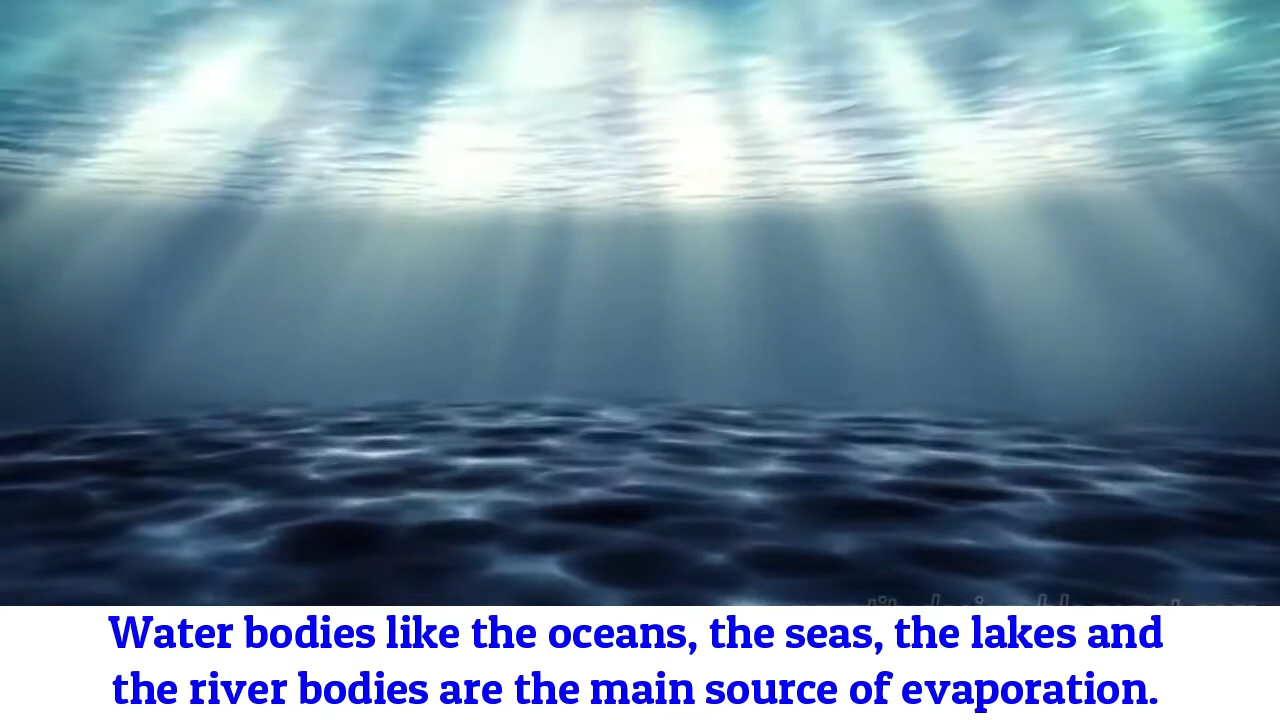 Water bodies like the oceans, the seas, the lakes and
the river bodies are the main source of evaporation.